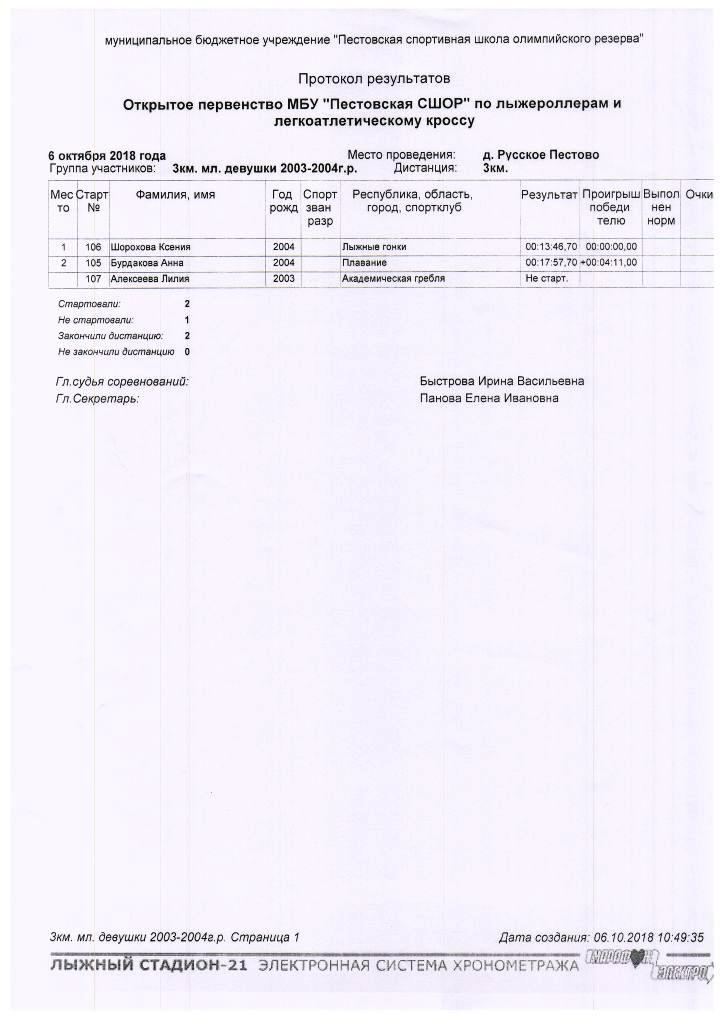 муниципальное бюджетное учреждение "Пестовская спортивная школа олимпийского резерва"
Протокол результатов
Открытое первенство МБУ "Пестовская СШОР" по лыжероллерам и
легкоатлетическому кроссу
6 октября 2018 года Место проведения: д. Русское Пестово
Группа участников: 3км. мл. девушки 2003-2004г.р. Дистанция: 3км.
Мес Старт Фамилия, имя Год Спорт Республика, область, Результат Проигрыш Выпол Очки
то № рожд зван город, спортклуб победи нен
разр телю норм
1 106 Шорохова Ксения 2004 Лыжные гонки 00:13:46,70 00:00:00,00
2 105 Бурдакова Анна 2004 Плавание 00:17:57,70 +00:04:11,00
107 Алексеева Лилия 2003 Академическая гребля Не старт.
Стартовали: 2
Не стартовали: 1
Закончили дистанцию: 2
Не закончили дистанцию 0
Гл.судья соревнований: Быстрова Ирина Васильевна
Гл.Секретарь: Панова Елена Ивановна
3км. мл. девушки 2003-2004г.р. Страница 1 Дата создания: 06.10.2018 10:49:35
ЛЫЖНЫЙ СТАДИОН-21 ЭЛЕКТРОННАЯ СИСТЕМА ХРОНОМЕТРАЖА